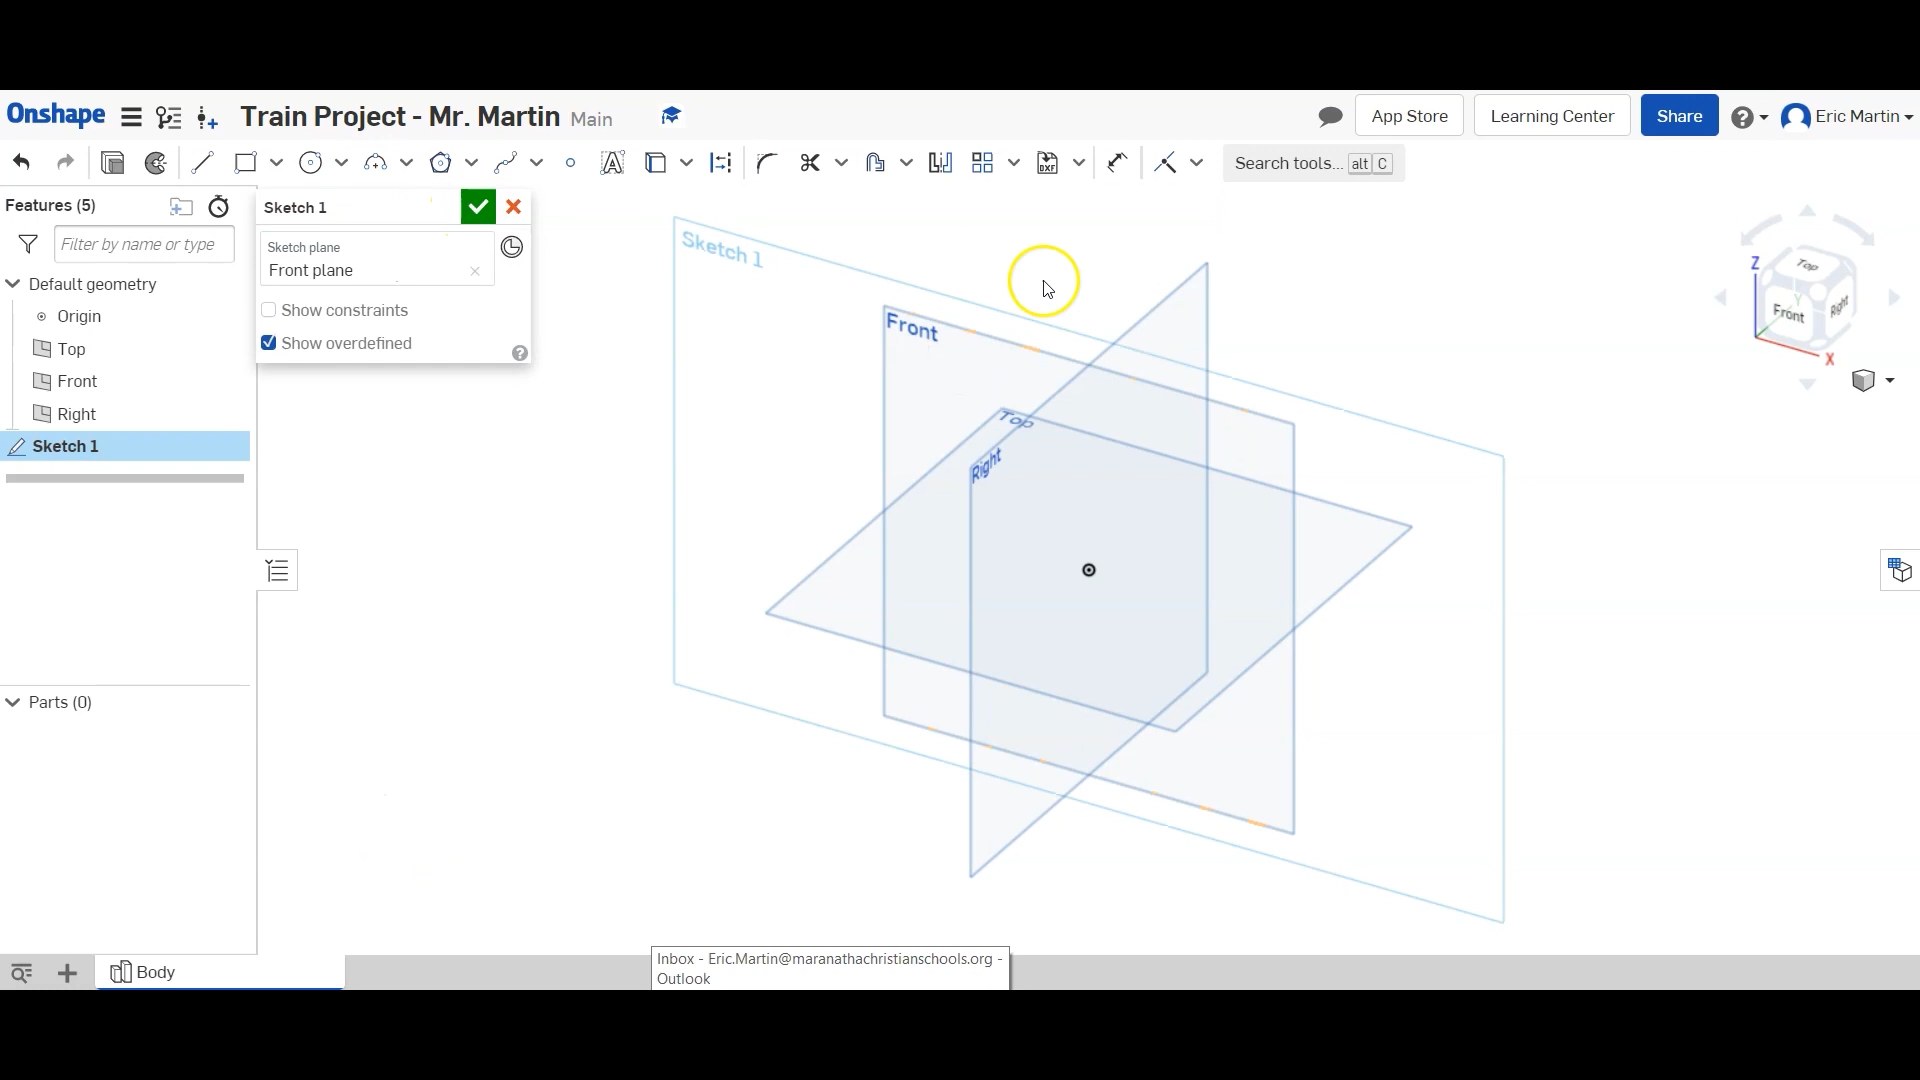 Onshape Train Project - Mr. Martin Main App Store Learning Center Share ? Eric Martin
DXF Search tools... alt C
Features (5)
Filter by name or type
Default geometry
Origin
Top
Front
Right
Sketch 1
Parts (0)
Sketch 1
Sketch plane
Front plane
Show constraints
Show overdefined
Sketch 1
Front
Top
Right
Z
Top
Y
Front
Right
X
Body
Inbox - Eric.Martin@maranathachristianschools.org -
Outlook